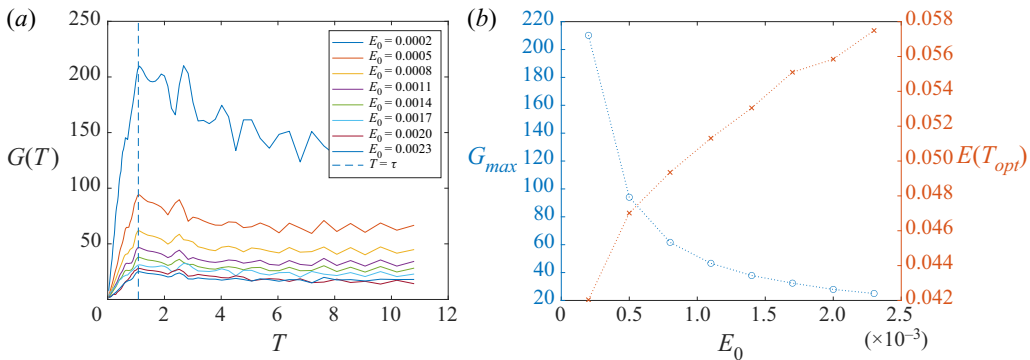 (a)
250
200
150
100
50
0
G(T)
0 2 4 6 8 10 12
T
E0 = 0.0002
E0 = 0.0005
E0 = 0.0008
E0 = 0.0011
E0 = 0.0014
E0 = 0.0017
E0 = 0.0020
E0 = 0.0023
T = τ
(b)
220
200
180
160
140
120
100
80
60
40
20
Gmax
0 0.5 1.0 1.5 2.0 2.5
(×10−3)
E0
0.058
0.056
0.054
0.052
0.050
0.048
0.046
0.044
0.042
E(Topt)